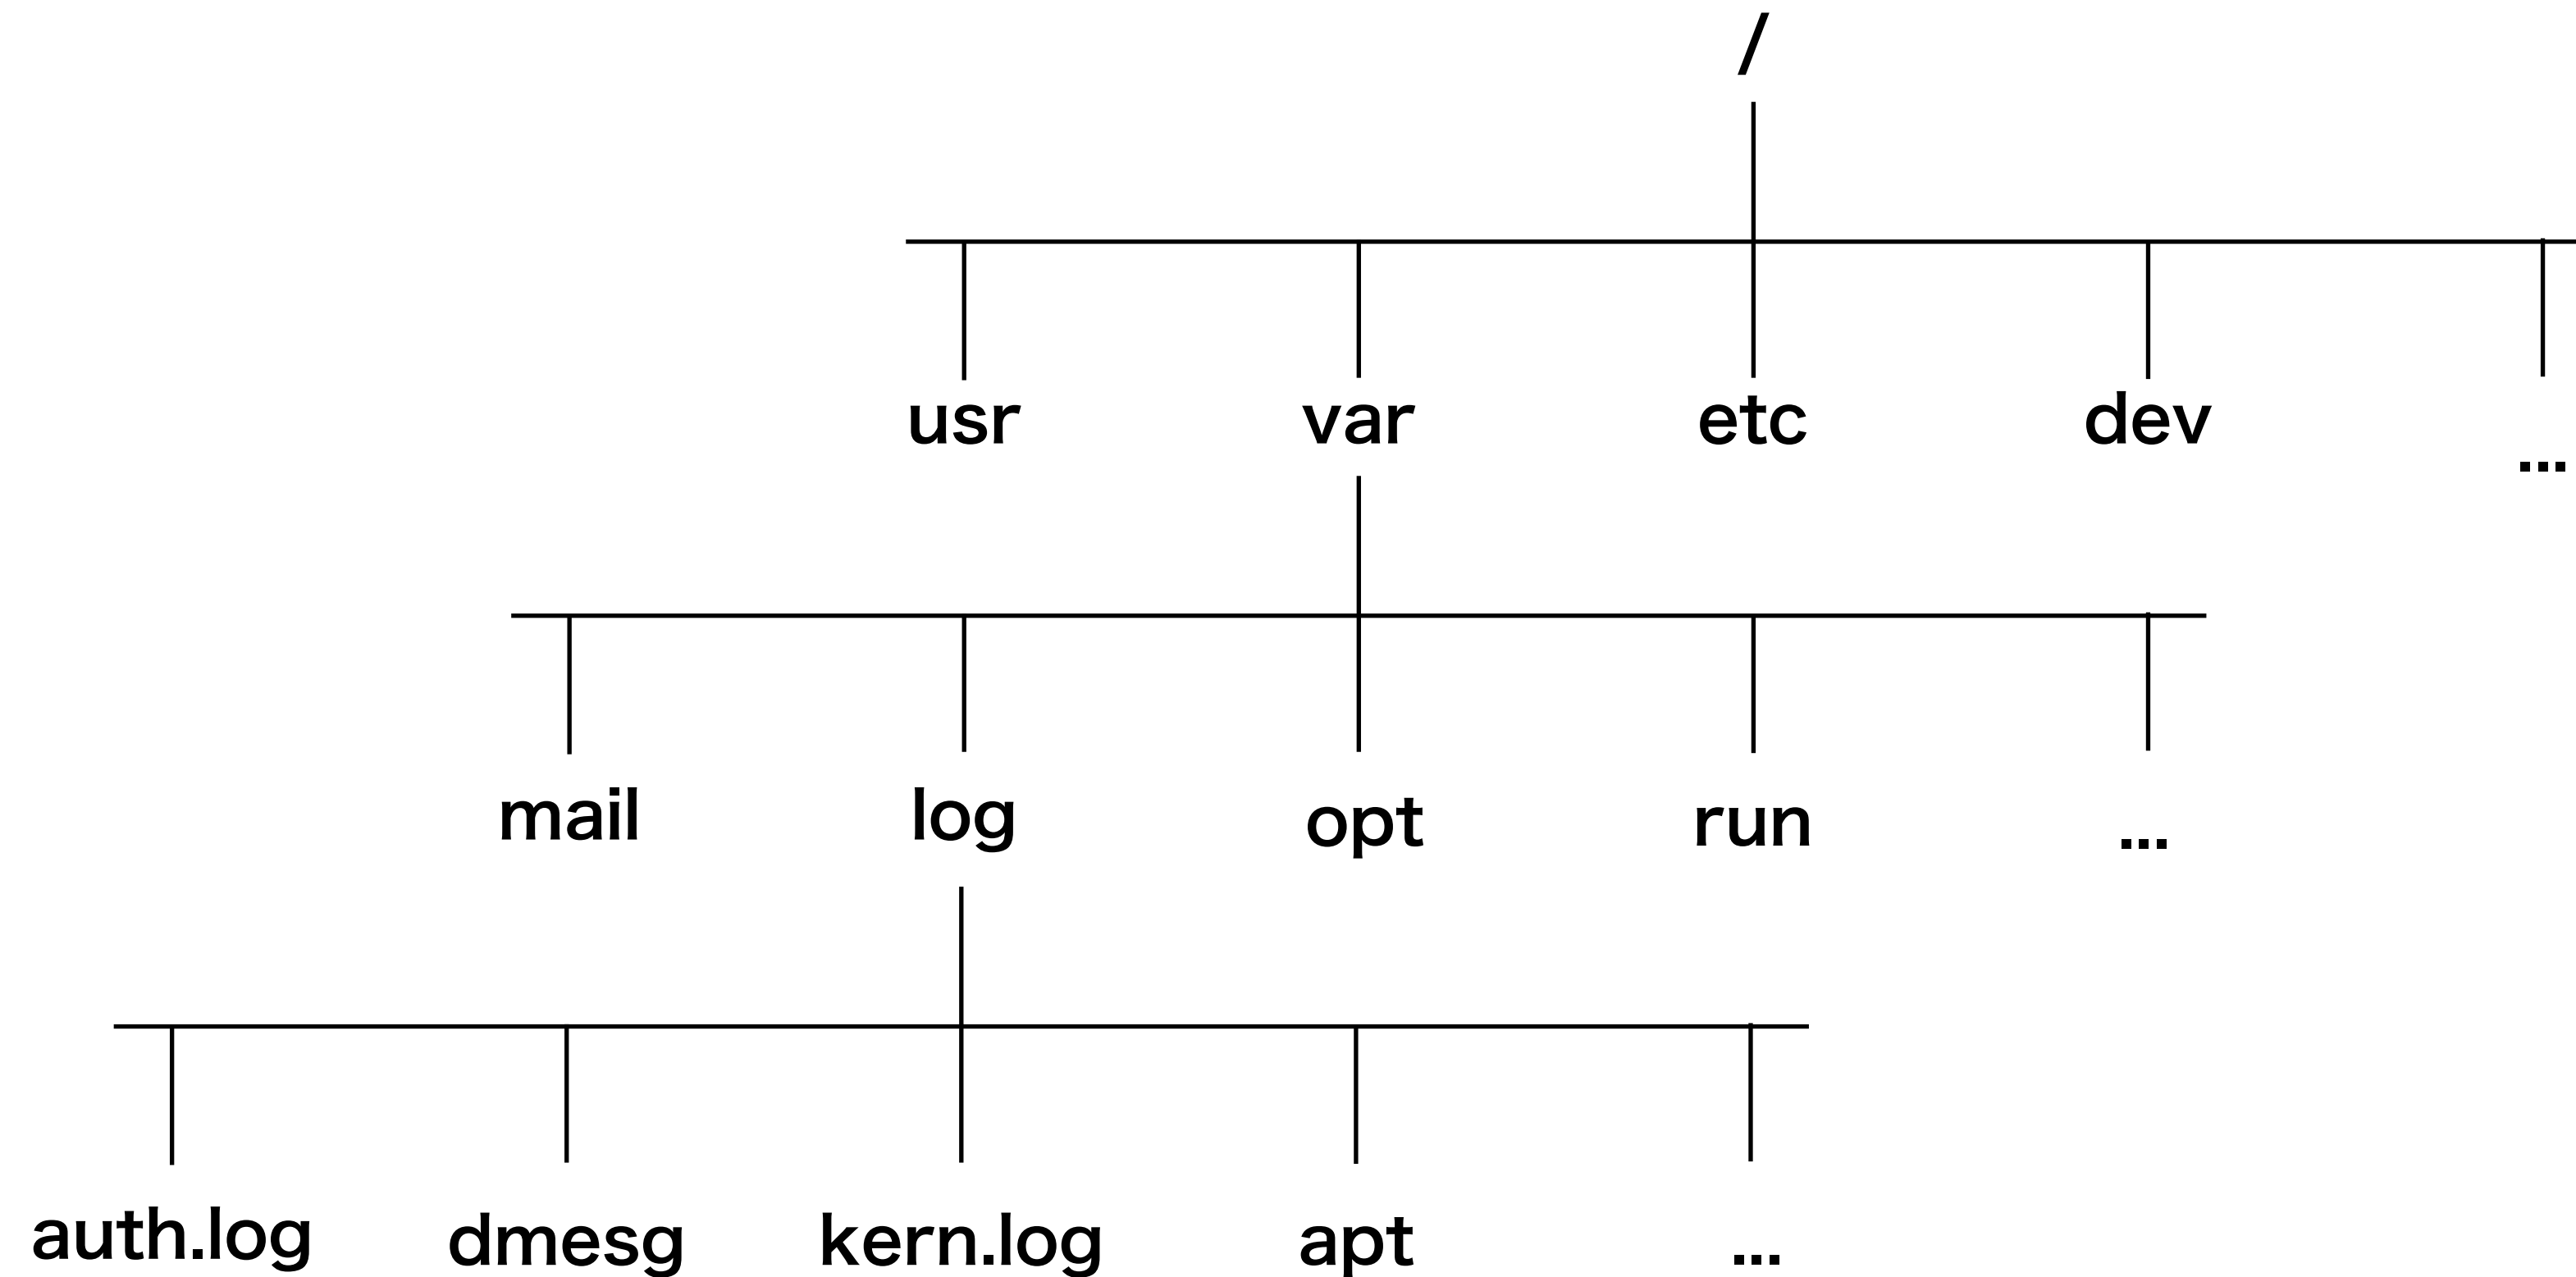 /
usr var etc dev ...
mail log opt run ...
auth.log dmesg kern.log apt ...